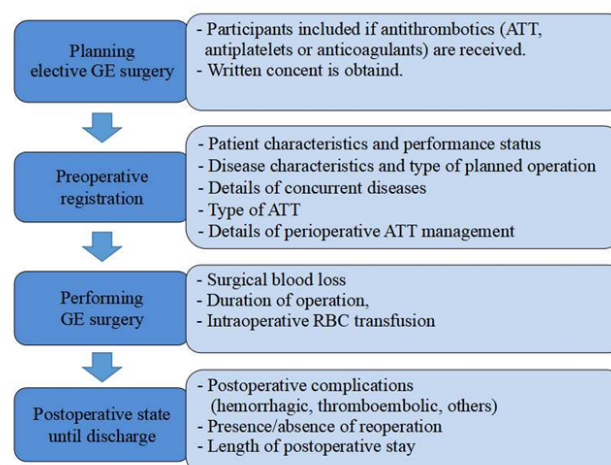 Planning
elective GE surgery
- Participants included if antithrombotics (ATT,
antiplatelets or anticoagulants) are received.
- Written concent is obtaind.
Preoperative
registration
- Patient characteristics and performance status
- Disease characteristics and type of planned operation
- Details of concurrent diseases
- Type of ATT
- Details of perioperative ATT management
Performing
GE surgery
- Surgical blood loss
- Duration of operation,
- Intraoperative RBC transfusion
Postoperative state
until discharge
- Postoperative complications
(hemorrhagic, thromboembolic, others)
- Presence/absence of reoperation
- Length of postoperative stay